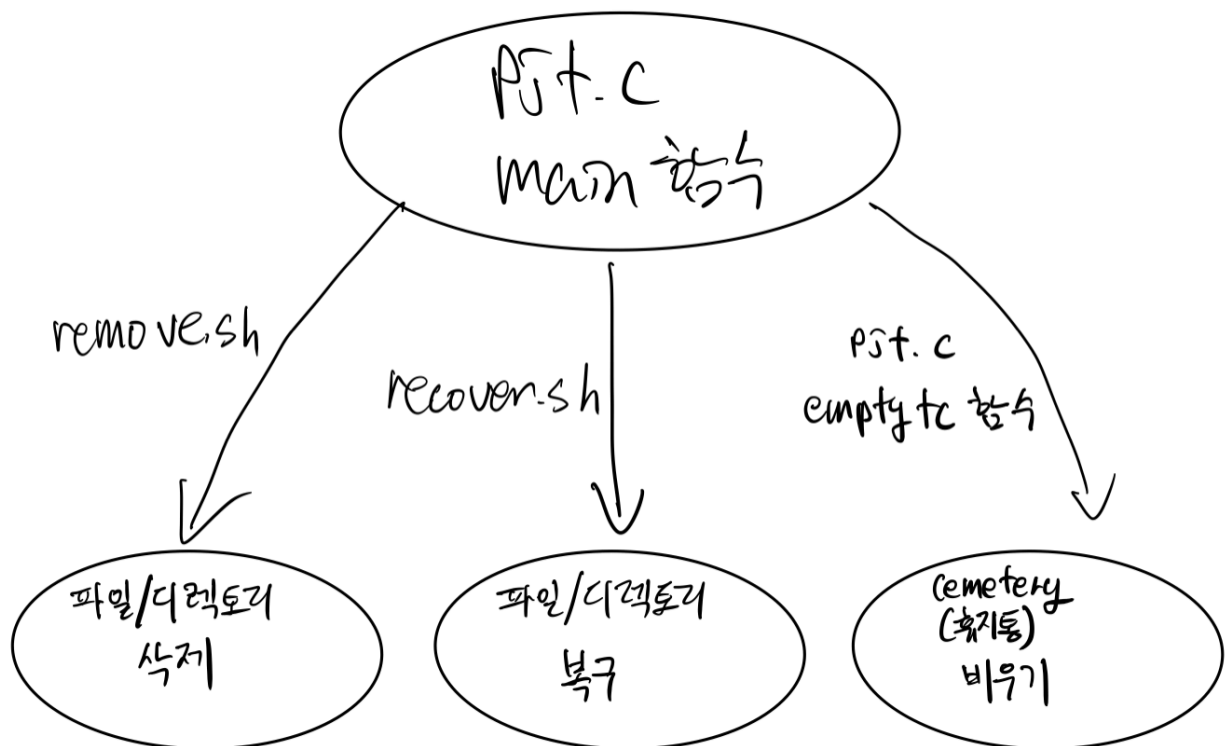 pjt.c
main 함수
remove.sh
recover.sh
pjt.c
emptytc 함수
파일/디렉토리
삭제
파일/디렉토리
복구
cemetery
(휴지통)
비우기